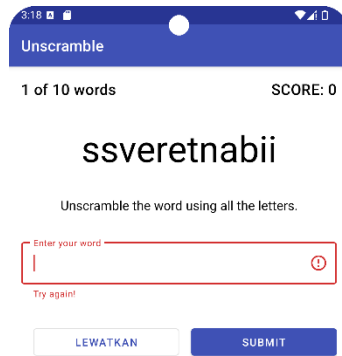 3:18
Unscramble
1 of 10 words SCORE: 0
ssveretnabii
Unscramble the word using all the letters.
Enter your word
Try again!
LEWATKAN SUBMIT